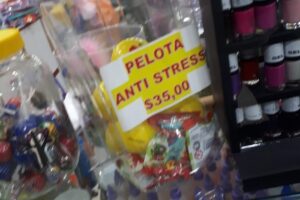 PELOTA
ANTI STRESS
$35,00